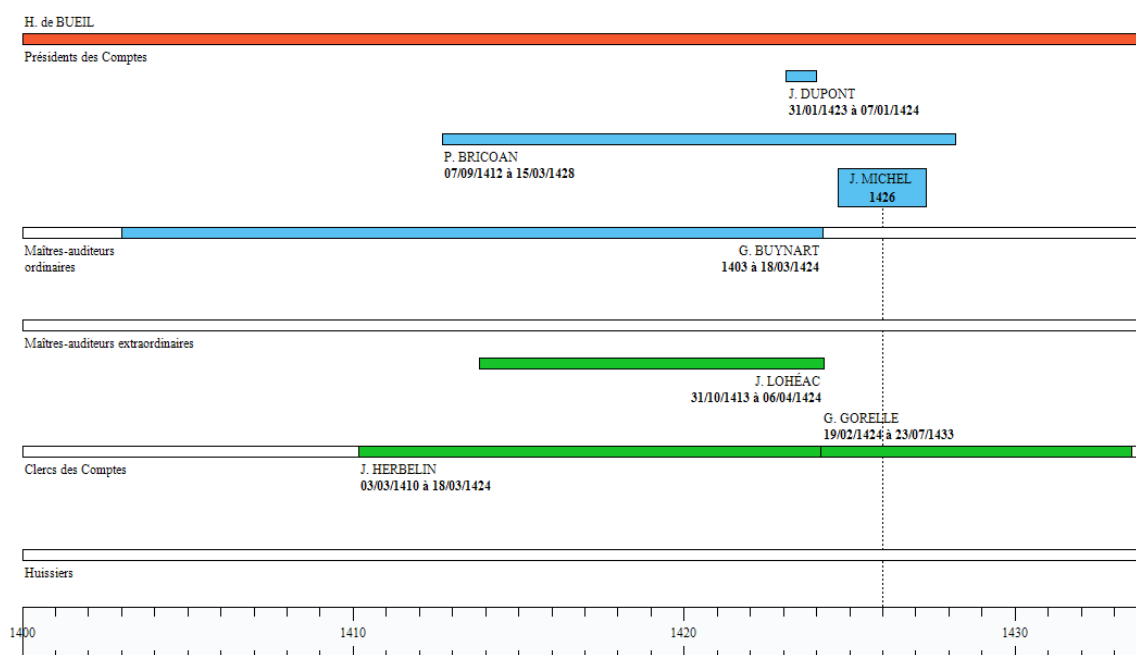 H. de BUEIL
Présidents des Comptes
J. DUPONT
31/01/1423 à 07/01/1424
P. BRICOAN
07/09/1412 à 15/03/1428
J. MICHEL
1426
Maîtres-auditeurs
ordinaires
G. BUYNART
1403 à 18/03/1424
Maîtres-auditeurs extraordinaires
J. LOHÉAC
31/10/1413 à 06/04/1424
G. GORELLE
19/02/1424 à 23/07/1433
Clercs des Comptes
J. HERBELIN
03/03/1410 à 18/03/1424
Huissiers
1400 1410 1420 1430